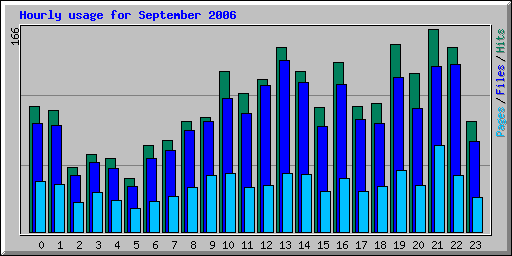 Hourly usage for September 2006
166
Pages/Files/Hits
0 1 2 3 4 5 6 7 8 9 10 11 12 13 14 15 16 17 18 19 20 21 22 23